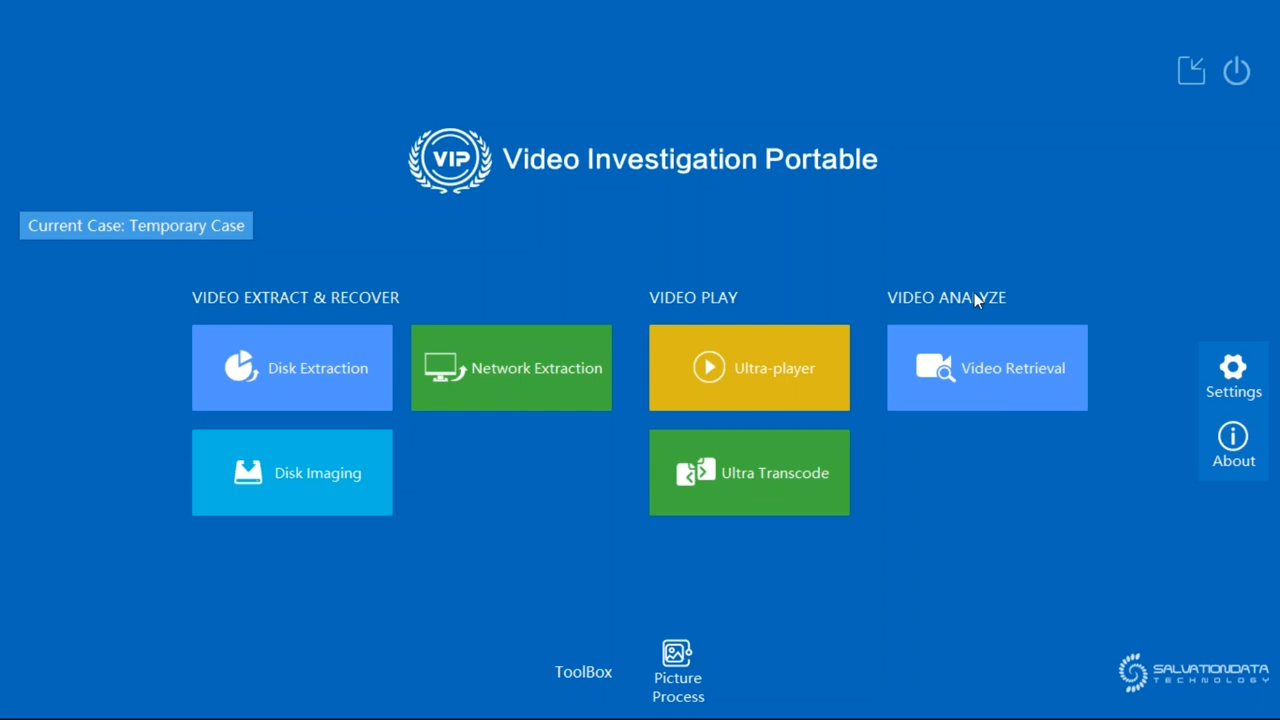 VIP Video Investigation Portable
Current Case: Temporary Case
VIDEO EXTRACT & RECOVER
VIDEO PLAY
VIDEO ANALYZE
Disk Extraction
Network Extraction
Ultra-player
Video Retrieval
Settings
About
Disk Imaging
Ultra Transcode
ToolBox
Picture
Process
SALVATIONDATA
TECHNOLOGY